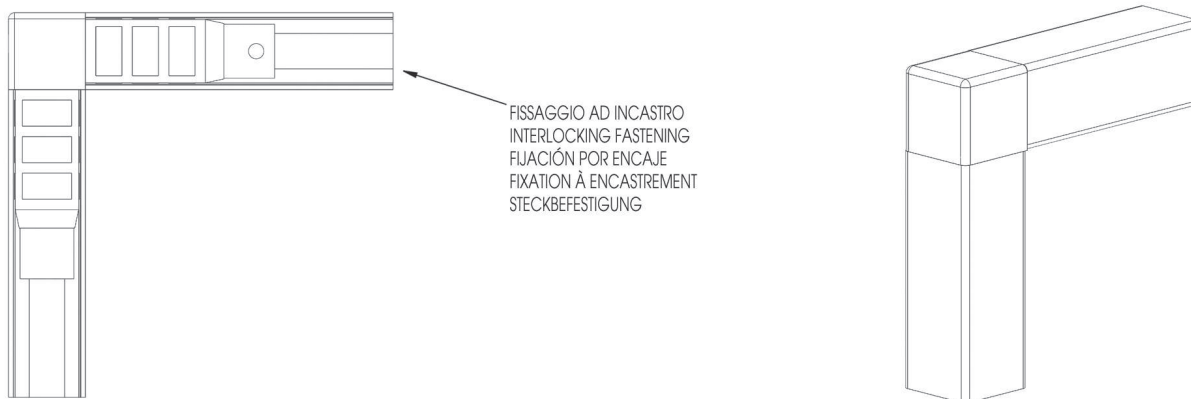 FISSAGGIO AD INCASTRO
INTERLOCKING FASTENING
FIJACIÓN POR ENCAJE
FIXATION À ENCASTREMENT
STECKBEFESTIGUNG